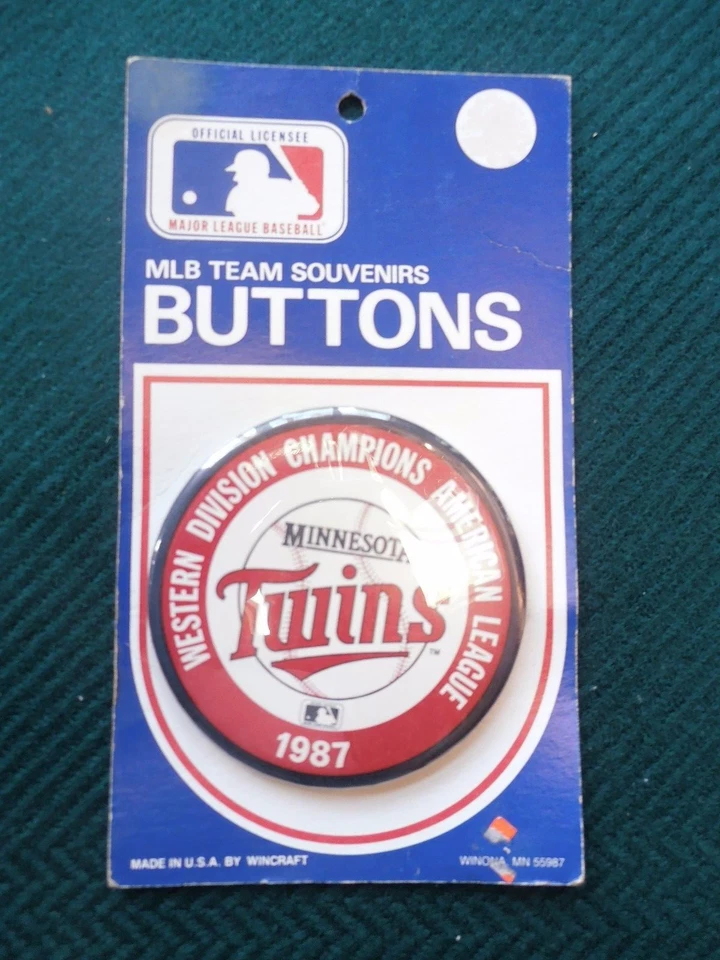 OFFICIAL LICENSEE
MAJOR LEAGUE BASEBALL
MLB TEAM SOUVENIRS
BUTTONS
WESTERN DIVISION CHAMPIONS AMERICAN LEAGUE
MINNESOTA
Twins
TM
1987
MADE IN U.S.A. BY WINCRAFT
WINONA, MN 55987